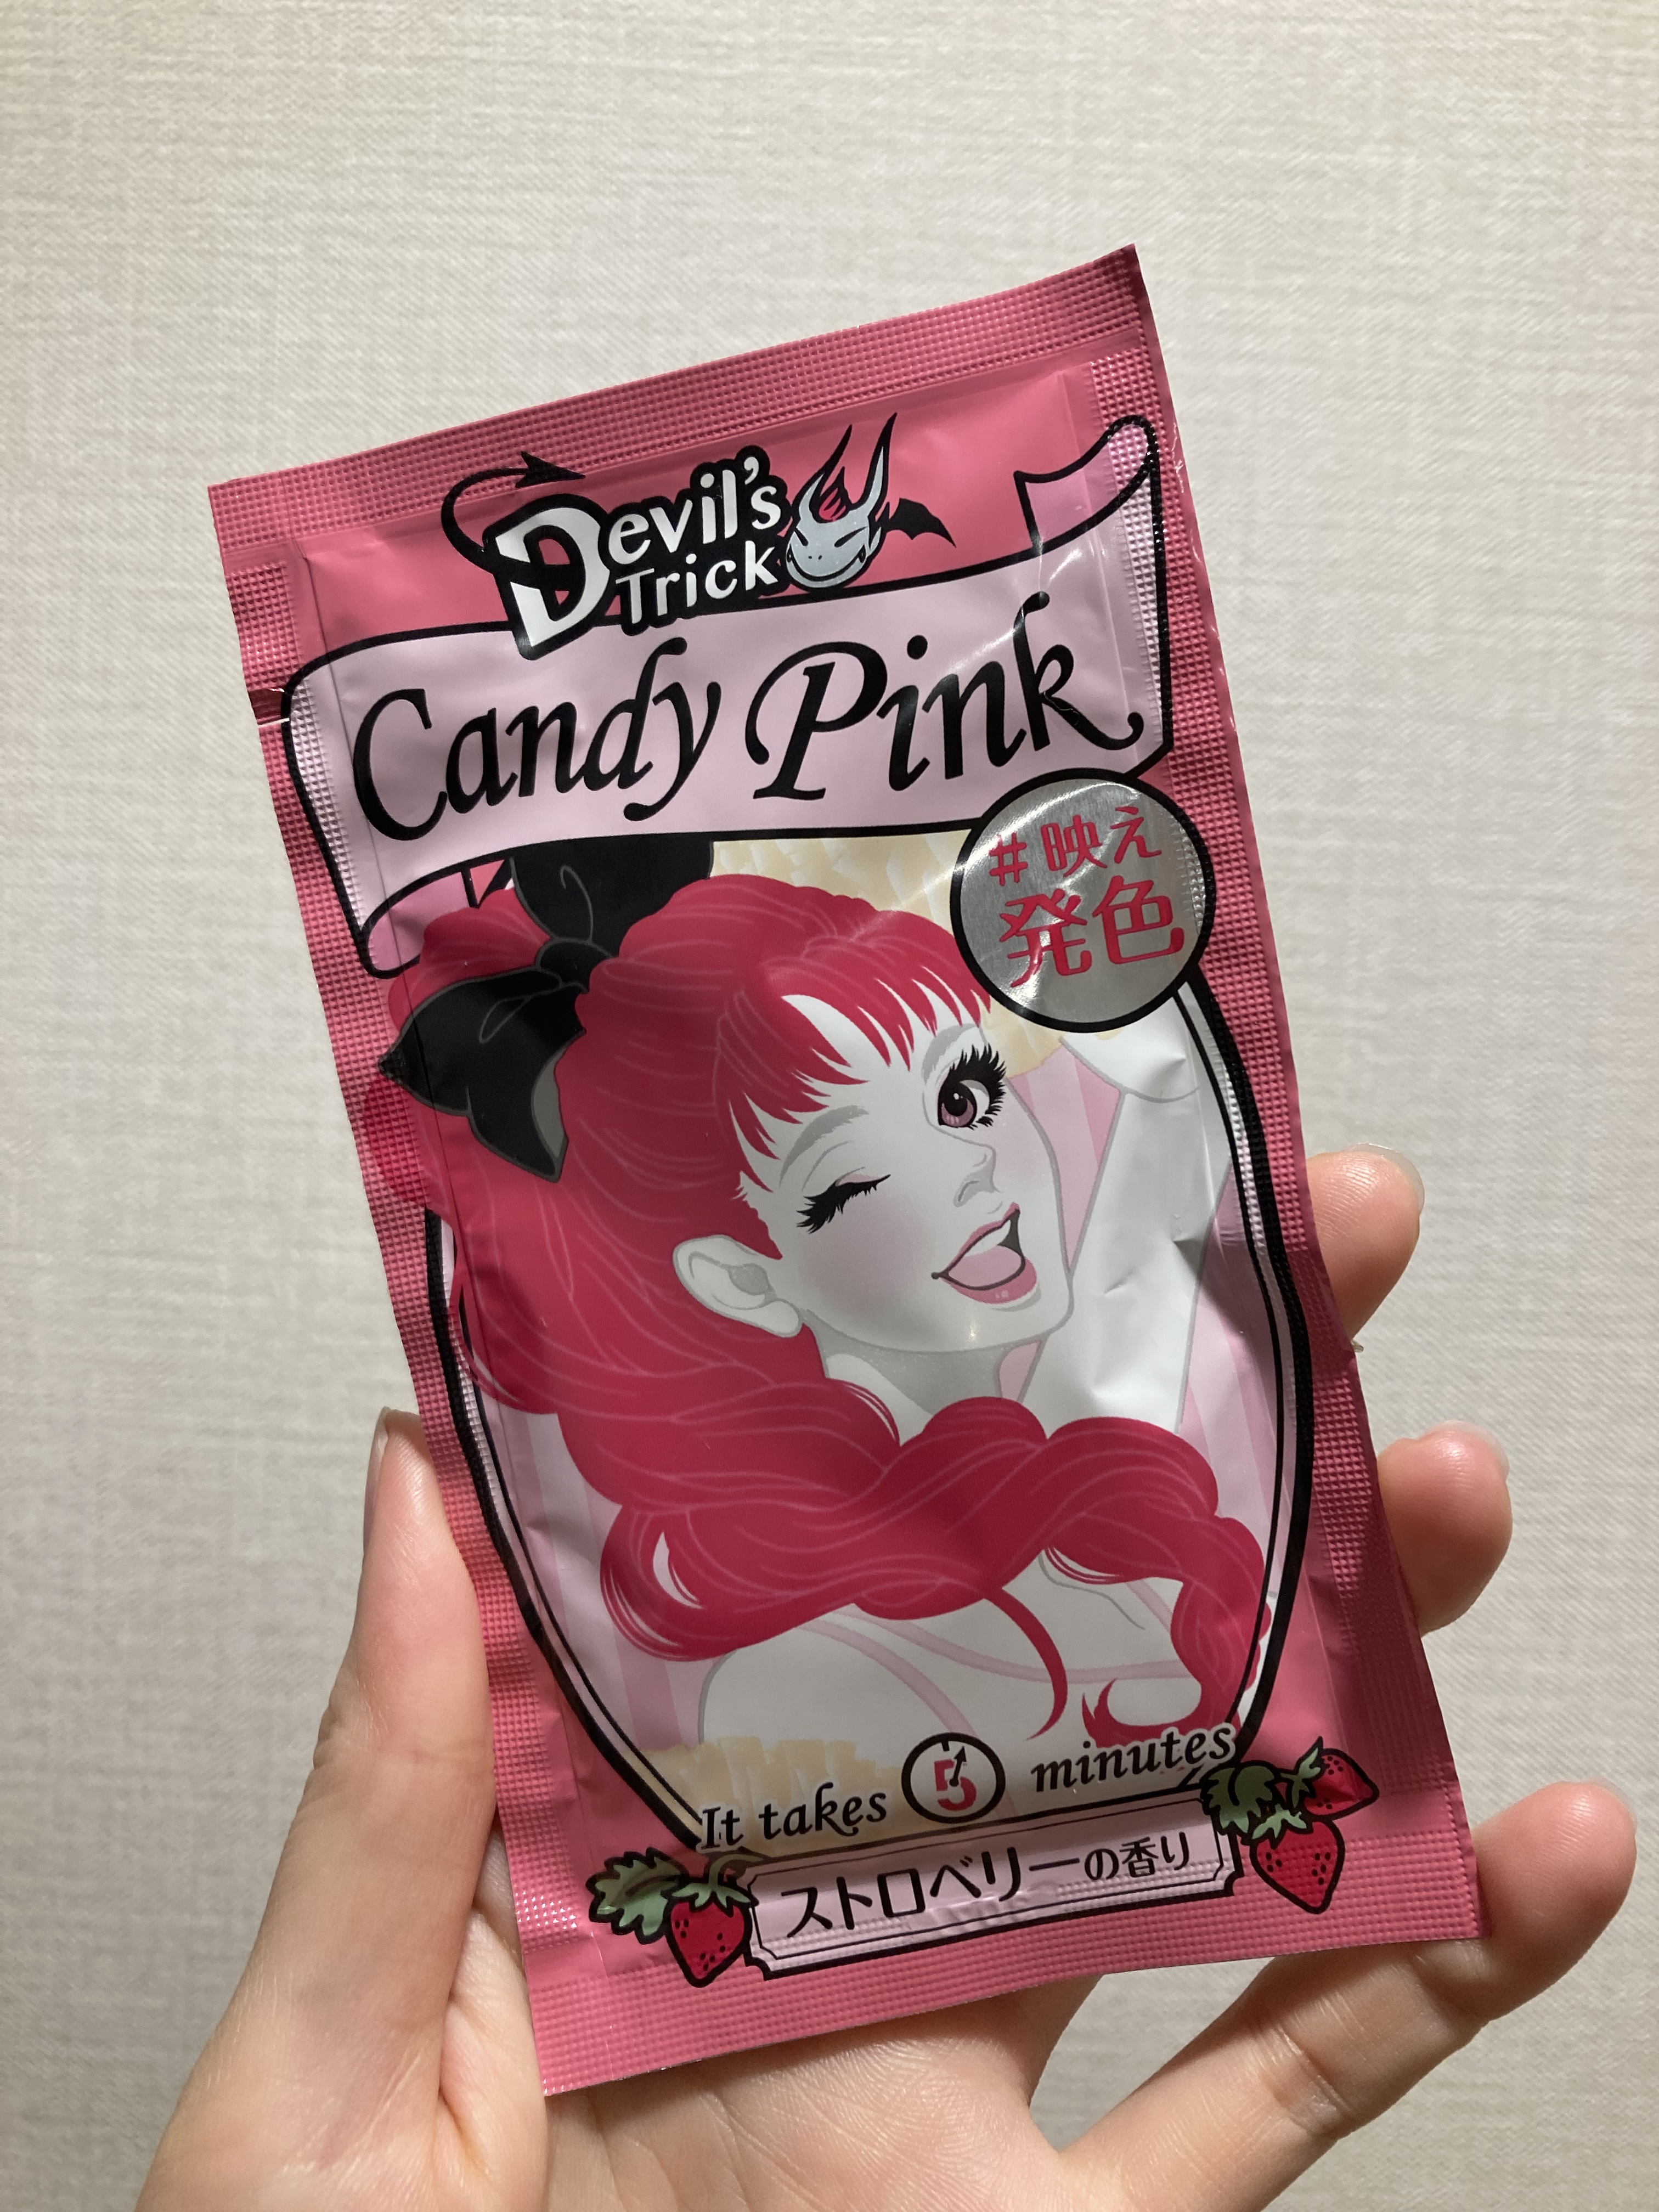 Devil's
Trick
Candy Pink
#映え
発色
It takes 5 minutes
ストロベリーの香り